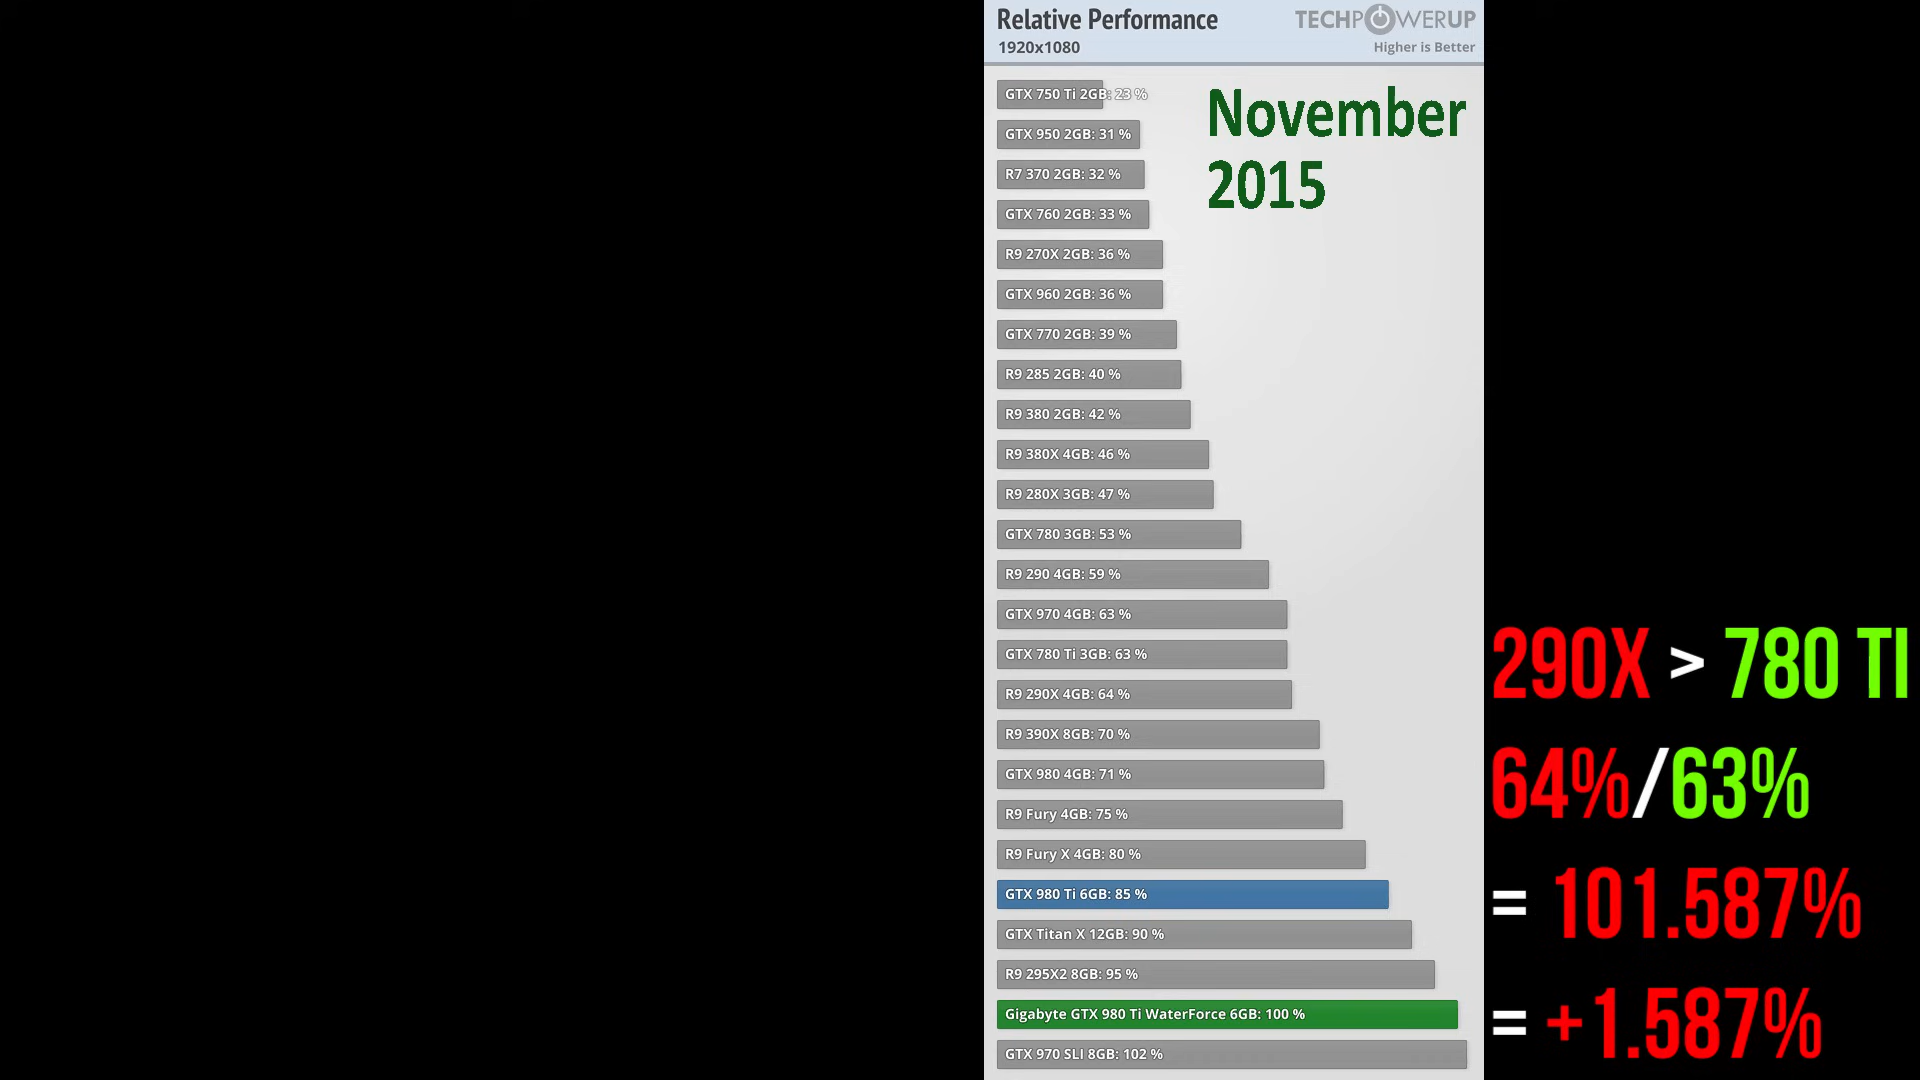 Relative Performance
TECHPOWERUP
1920x1080
Higher is Better
November
2015
GTX 750 Ti 2GB: 23 %
GTX 950 2GB: 31 %
R7 370 2GB: 32 %
GTX 760 2GB: 33 %
R9 270X 2GB: 36 %
GTX 960 2GB: 36 %
GTX 770 2GB: 39 %
R9 285 2GB: 40 %
R9 380 2GB: 42 %
R9 380X 4GB: 46 %
R9 280X 3GB: 47 %
GTX 780 3GB: 53 %
R9 290 4GB: 59 %
GTX 970 4GB: 63 %
GTX 780 Ti 3GB: 63 %
R9 290X 4GB: 64 %
R9 390X 8GB: 70 %
GTX 980 4GB: 71 %
R9 Fury 4GB: 75 %
R9 Fury X 4GB: 80 %
GTX 980 Ti 6GB: 85 %
GTX Titan X 12GB: 90 %
R9 295X2 8GB: 95 %
Gigabyte GTX 980 Ti WaterForce 6GB: 100 %
GTX 970 SLI 8GB: 102 %
290X > 780 TI
64%/63%
= 101.587%
= +1.587%